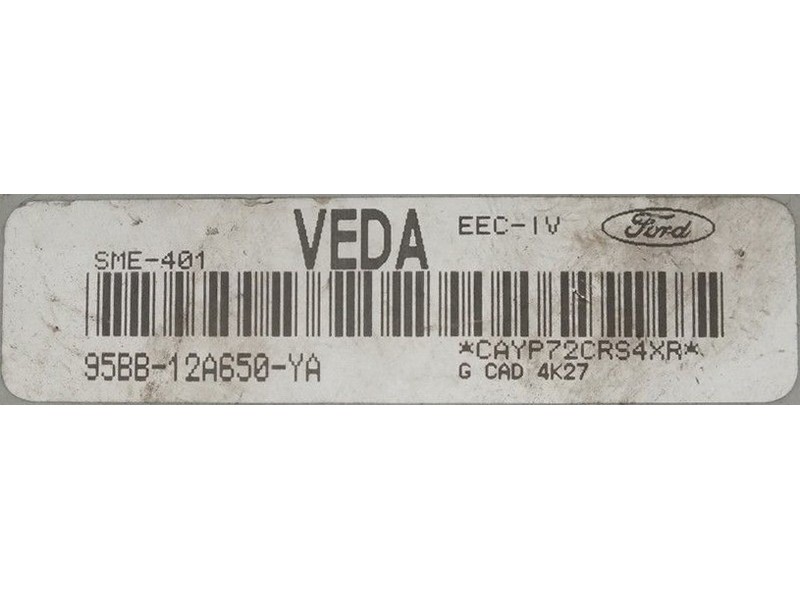 VEDA EEC-IV Ford
SME-401
*CAYP72CRS4XR*
95BB-12A650-YA
G CAD 4K27